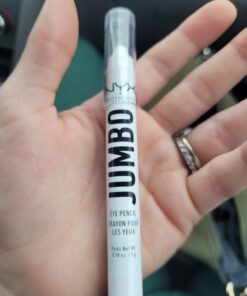 NYX
JUMBO
EYE PENCIL
CRAYON POUR
LES YEUX